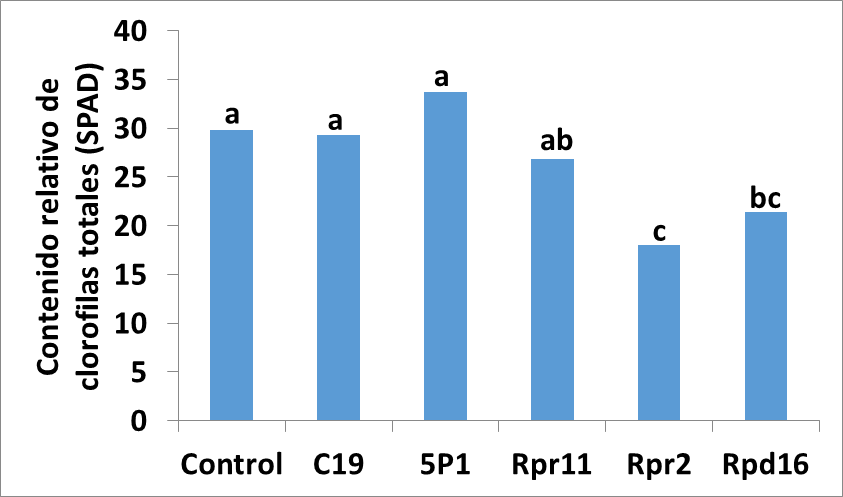 Contenido relativo de
clorofilas totales (SPAD)
40
35
30
25
20
15
10
5
0
a
a
a
ab
c
bc
Control
C19
5P1
Rpr11
Rpr2
Rpd16